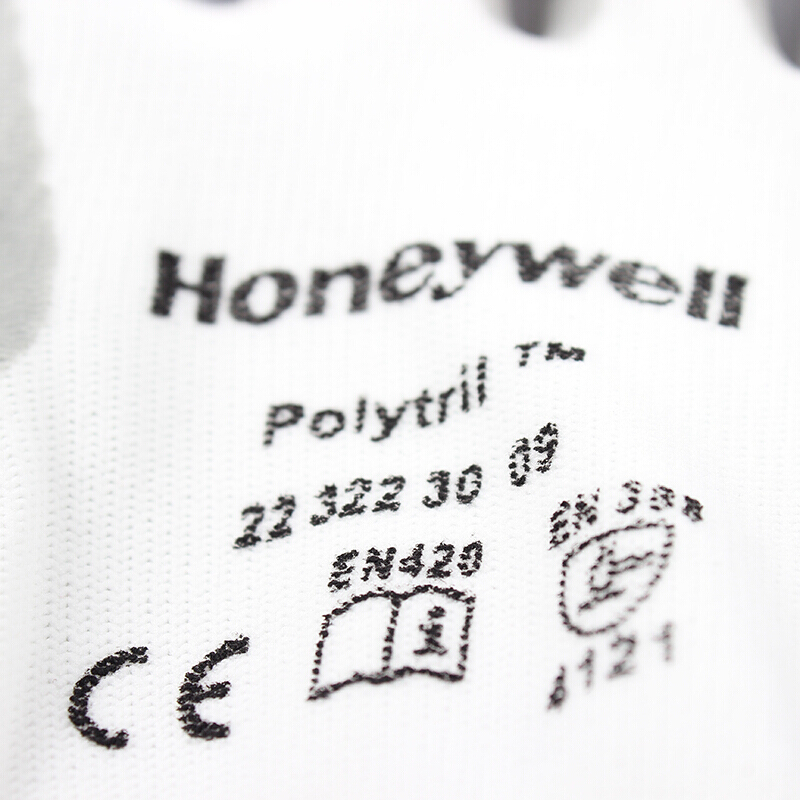 Honeywell
Polytril ™
22 322 30 09
EN 388
EN420
4121
CE